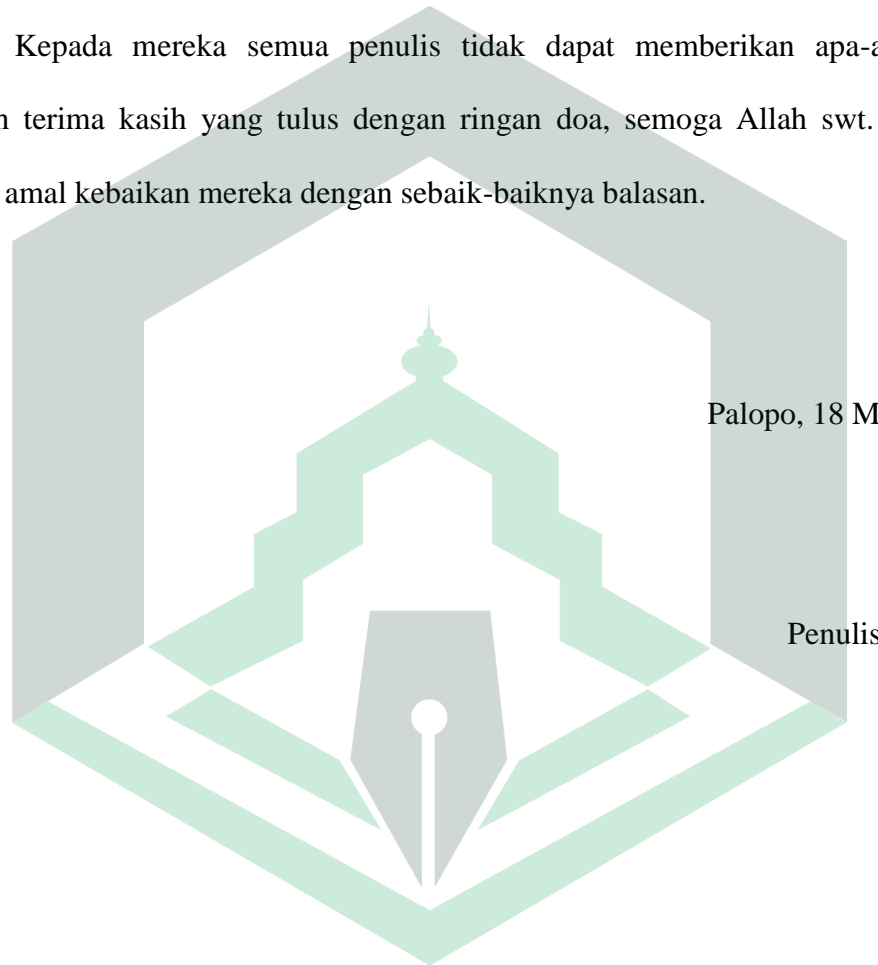 Kepada mereka semua penulis tidak dapat memberikan apa-a
terima kasih yang tulus dengan ringan doa, semoga Allah swt.
amal kebaikan mereka dengan sebaik-baiknya balasan.
Palopo, 18 M
Penulis